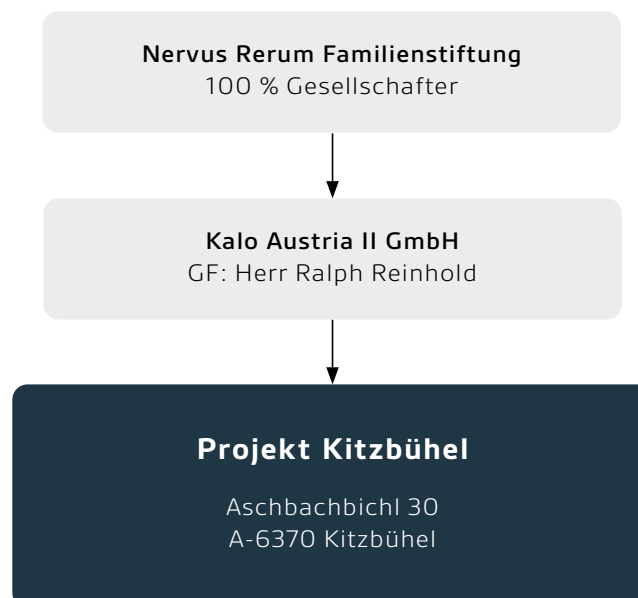 Nervus Rerum Familienstiftung
100 % Gesellschafter
Kalo Austria II GmbH
GF: Herr Ralph Reinhold
Projekt Kitzbühel
Aschbachbichl 30
A-6370 Kitzbühel